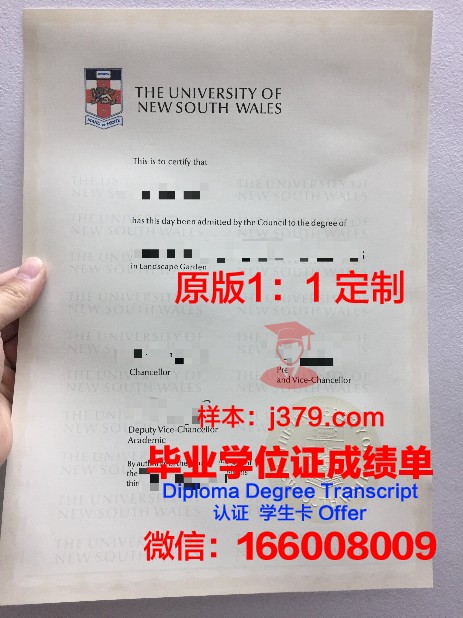 THE UNIVERSITY OF
NEW SOUTH WALES
This is to certify that
has this day been admitted by the Council to the degree of
in Landscape Garden
原版1：1 定制
Chancellor
and Vice-Chancellor
样本：j379.com
Deputy Vice-Chancellor
Academic
毕业学位证成绩单
By
the
Diploma Degree Transcript
认证 学生卡 Offer
微信：166008009